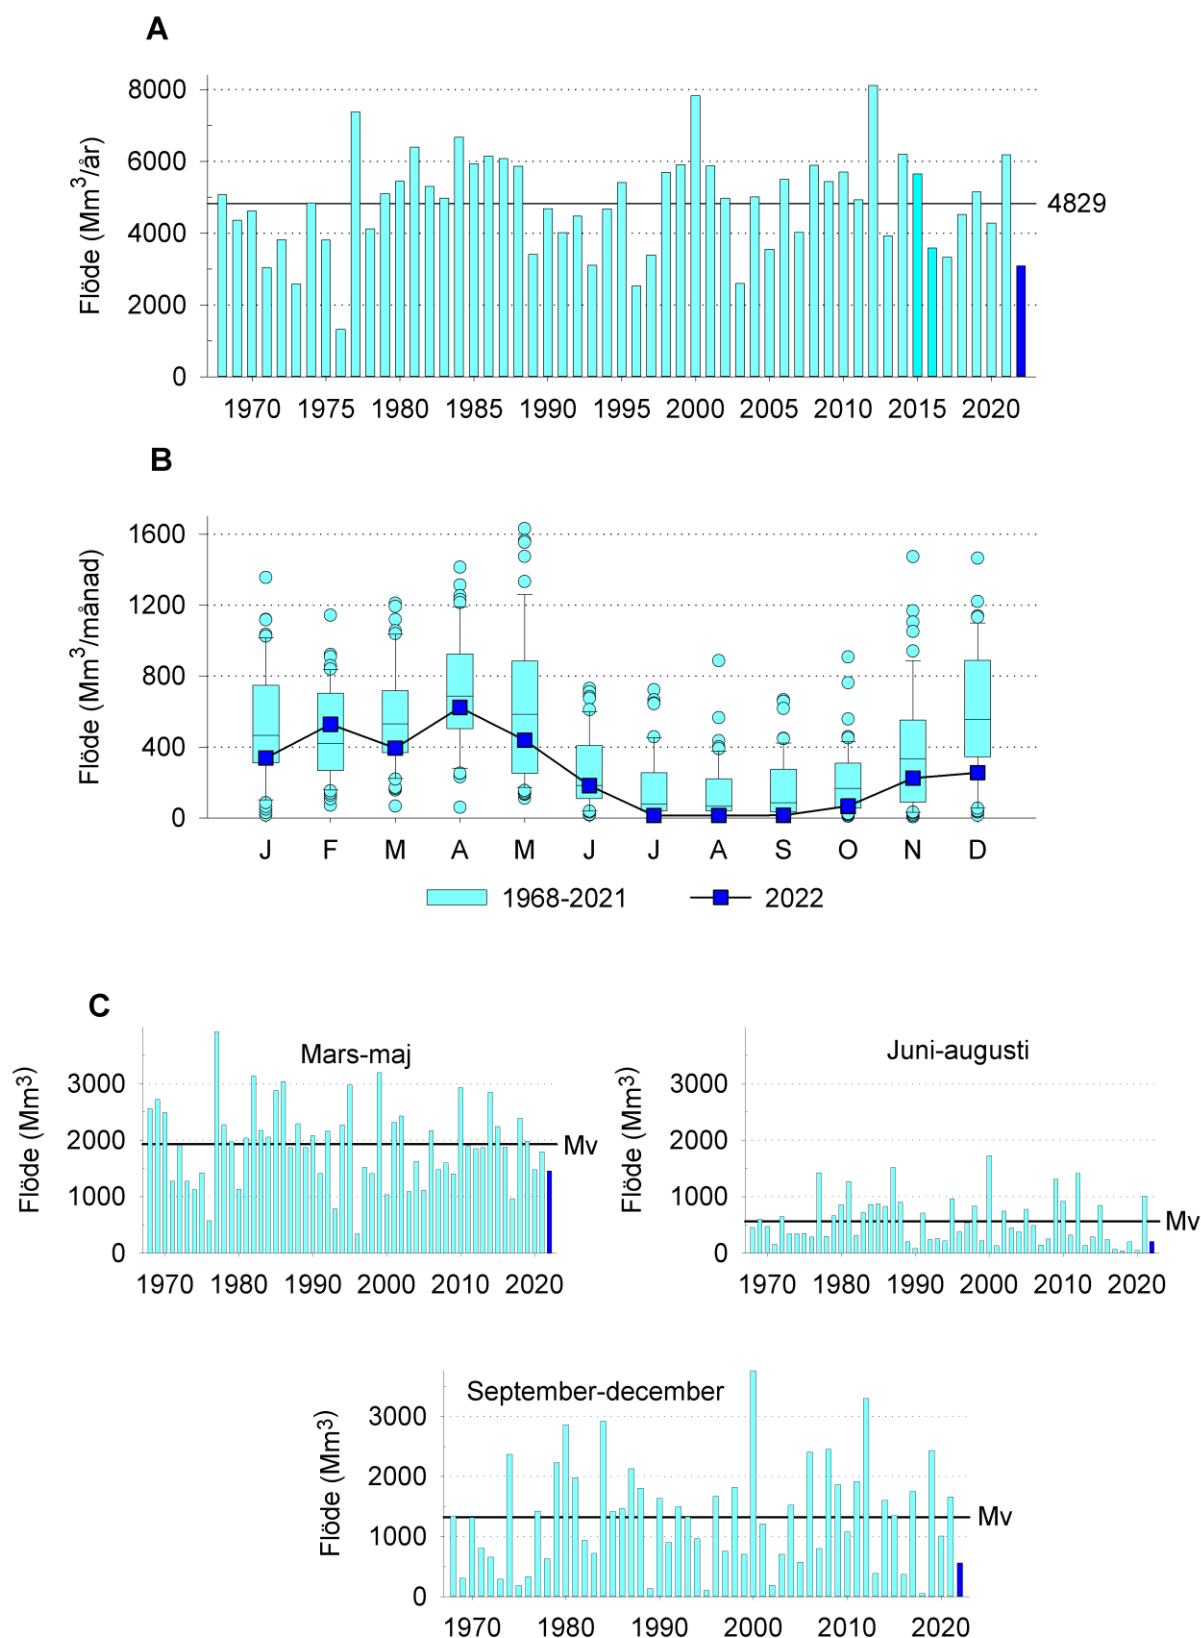 A
Flöde (Mm³/år)
8000
6000
4000
2000
0
4829
1970 1975 1980 1985 1990 1995 2000 2005 2010 2015 2020
B
Flöde (Mm³/månad)
1600
1200
800
400
0
J F M A M J J A S O N D
1968-2021 2022
C
Mars-maj
Flöde (Mm³)
3000
2000
1000
0
Mv
1970 1980 1990 2000 2010 2020
Juni-augusti
Flöde (Mm³)
3000
2000
1000
0
Mv
1970 1980 1990 2000 2010 2020
September-december
Flöde (Mm³)
3000
2000
1000
0
Mv
1970 1980 1990 2000 2010 2020